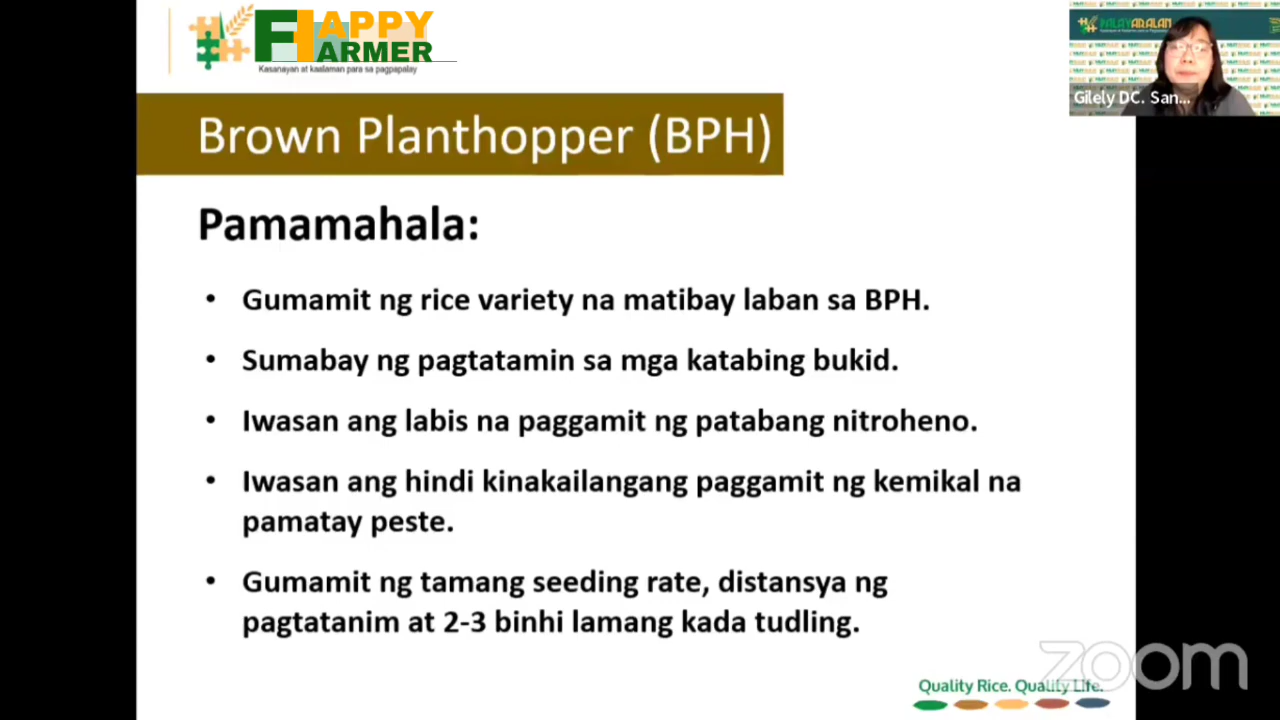 HAPPY
FARMER
Kasanayan at kaalaman para sa pagpapalay
PALAYARALAN
Gilely DC. San...
Brown Planthopper (BPH)
Pamamahala:
• Gumamit ng rice variety na matibay laban sa BPH.
• Sumabay ng pagtatamin sa mga katabing bukid.
• Iwasan ang labis na paggamit ng patabang nitroheno.
• Iwasan ang hindi kinakailangang paggamit ng kemikal na
pamatay peste.
• Gumamit ng tamang seeding rate, distansya ng
pagtatanim at 2-3 binhi lamang kada tudling.
zoom
Quality Rice. Quality Life.